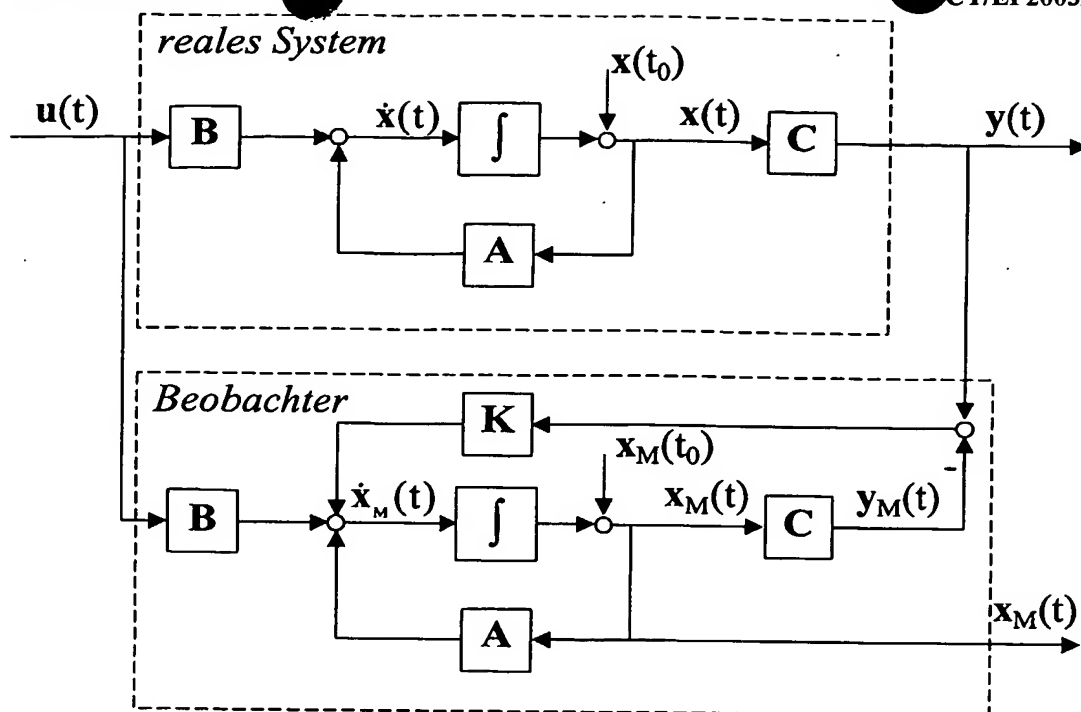 reales System
x(t₀)
u(t)
B
ẋ(t)
∫
x(t)
C
y(t)
A
Beobachter
K
x_M(t₀)
B
ẋ_M(t)
∫
x_M(t)
C
y_M(t)
-
A
x_M(t)